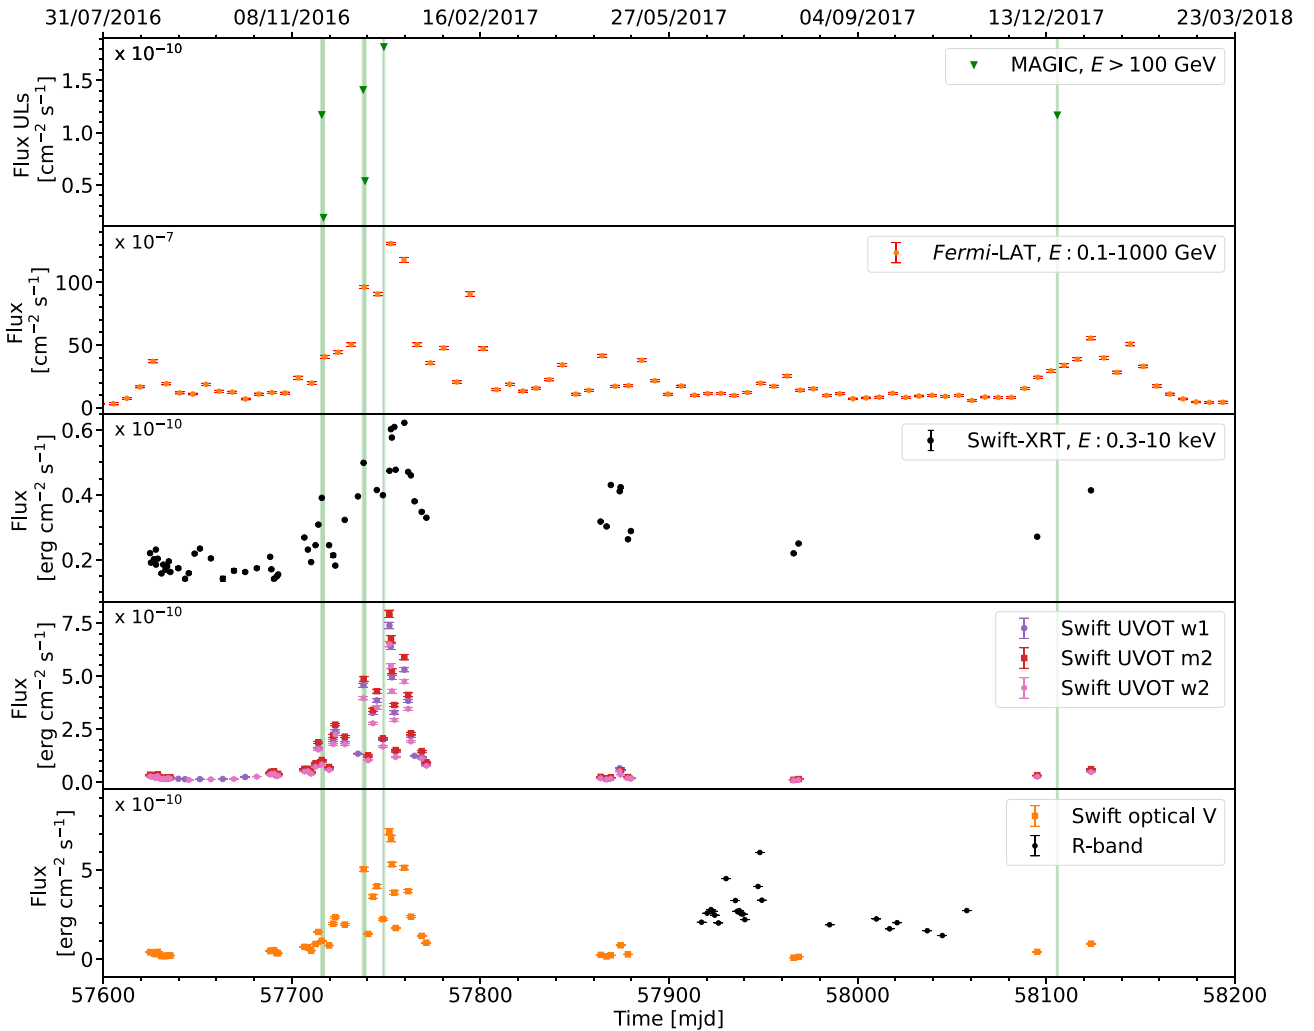 31/07/2016 08/11/2016 16/02/2017 27/05/2017 04/09/2017 13/12/2017 23/03/2018
x 10⁻¹⁰
MAGIC, E > 100 GeV
Flux ULs
[cm⁻² s⁻¹]
1.5
1.0
0.5
x 10⁻⁷
Fermi-LAT, E : 0.1-1000 GeV
Flux
[cm⁻² s⁻¹]
100
50
0
x 10⁻¹⁰
Swift-XRT, E : 0.3-10 keV
Flux
[erg cm⁻² s⁻¹]
0.6
0.4
0.2
x 10⁻¹⁰
Swift UVOT w1
Swift UVOT m2
Swift UVOT w2
Flux
[erg cm⁻² s⁻¹]
7.5
5.0
2.5
0.0
x 10⁻¹⁰
Swift optical V
R-band
Flux
[erg cm⁻² s⁻¹]
5
0
57600 57700 57800 57900 58000 58100 58200
Time [mjd]